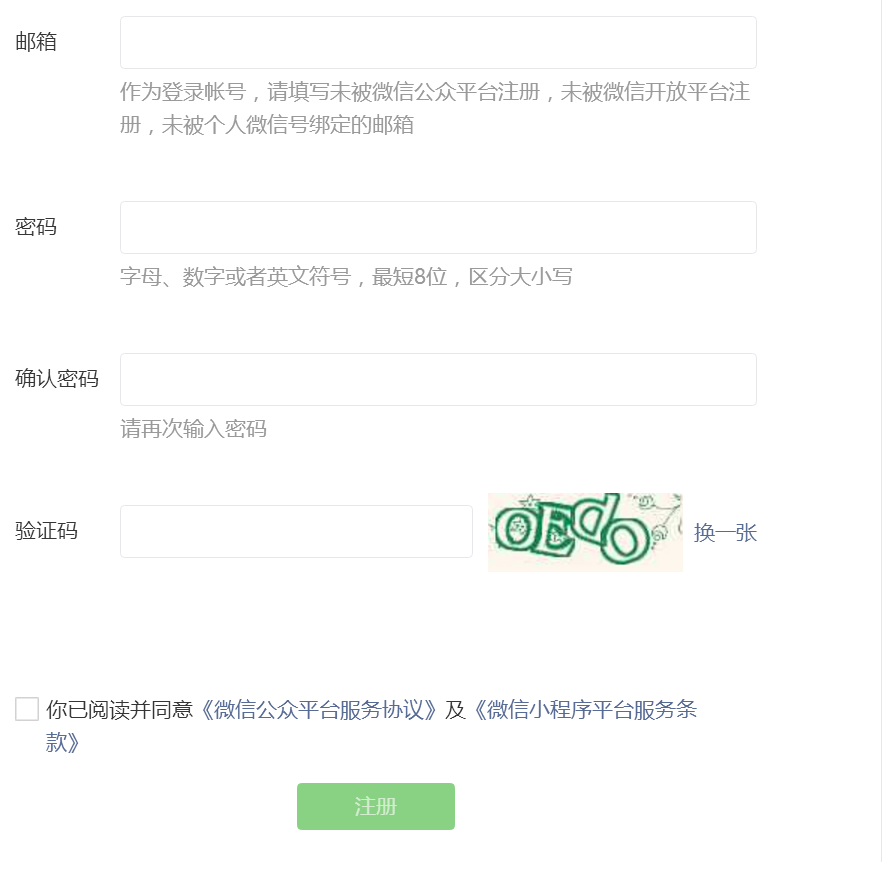 邮箱
作为登录帐号，请填写未被微信公众平台注册，未被微信开放平台注
册，未被个人微信号绑定的邮箱
密码
字母、数字或者英文符号，最短8位，区分大小写
确认密码
请再次输入密码
验证码
换一张
你已阅读并同意《微信公众平台服务协议》及《微信小程序平台服务条
款》
注册